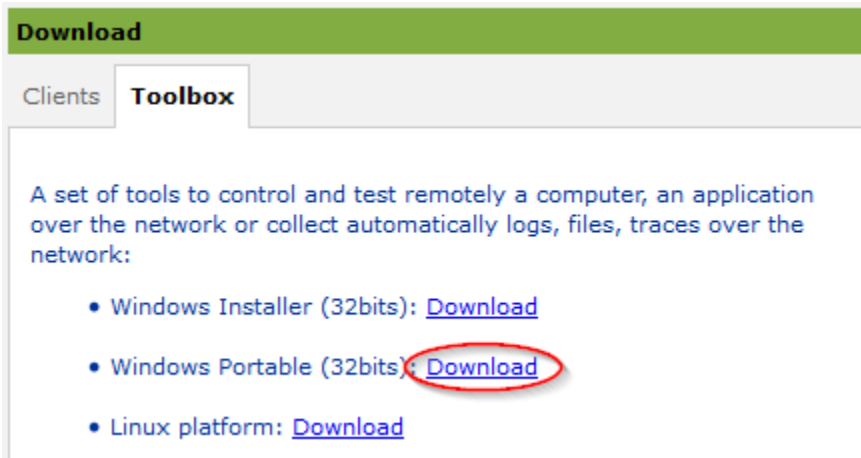 Download
Clients Toolbox
A set of tools to control and test remotely a computer, an application
over the network or collect automatically logs, files, traces over the
network:
• Windows Installer (32bits): Download
• Windows Portable (32bits): Download
• Linux platform: Download